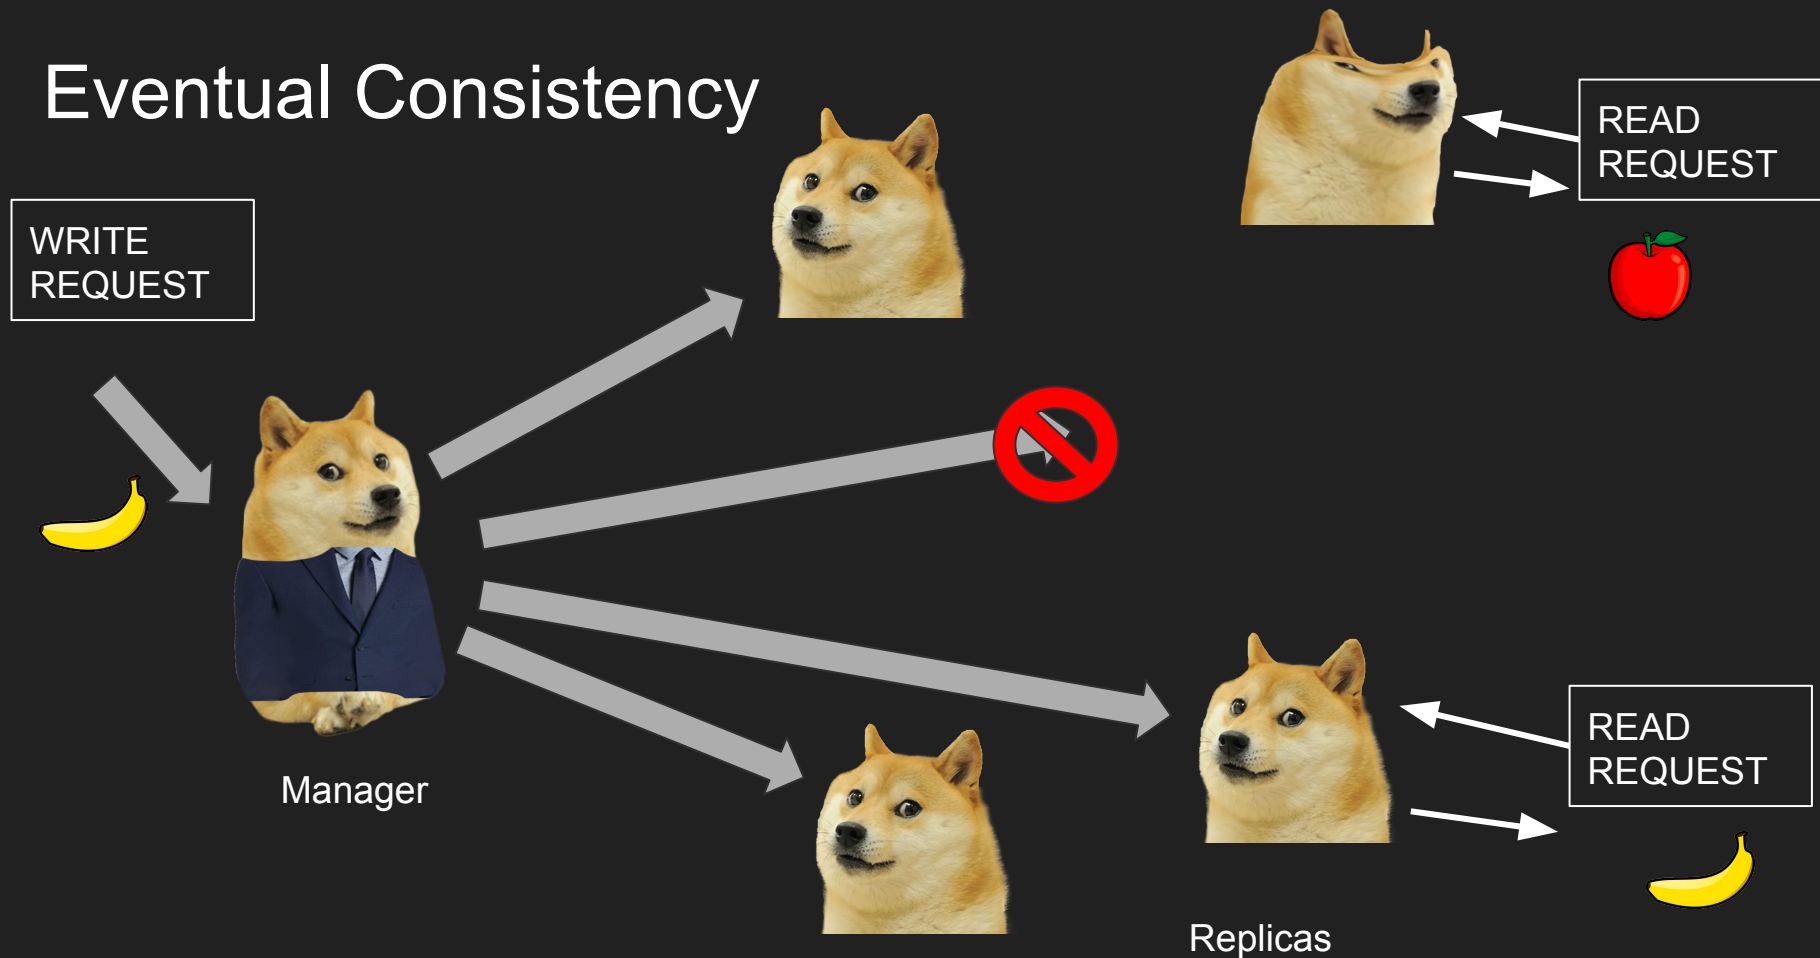 Eventual Consistency
WRITE
REQUEST
READ
REQUEST
Manager
READ
REQUEST
Replicas